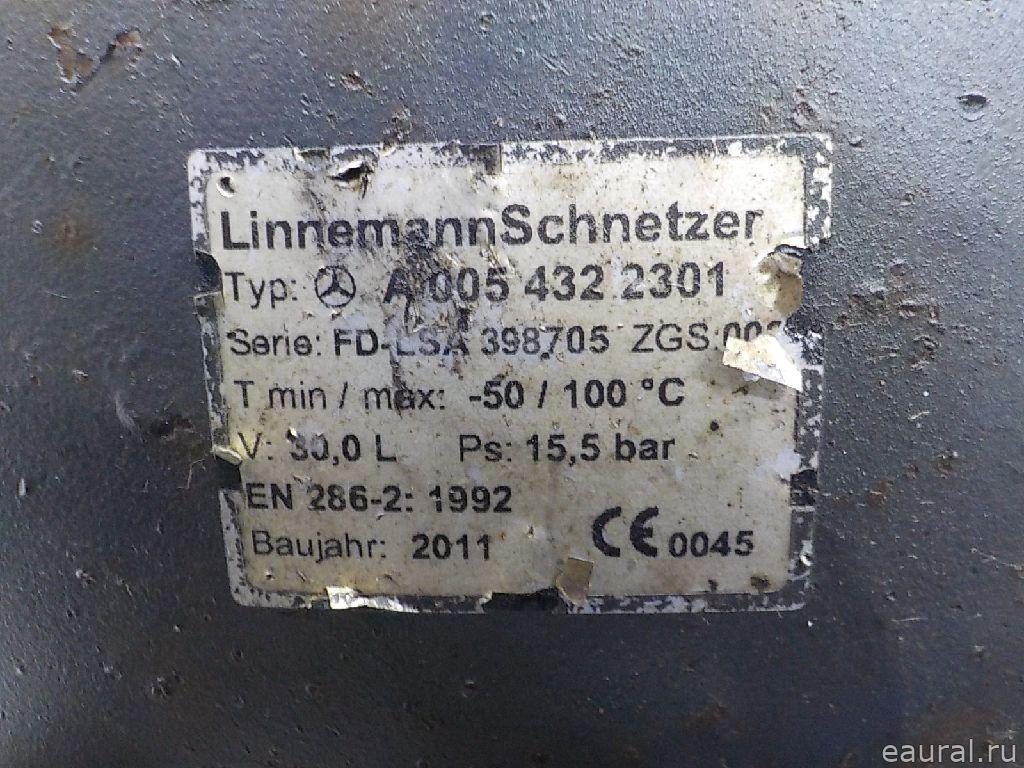 LinnemannSchnetzer
Typ: A 005 432 2301
Serie: FD-LSA 398705 ZGS:
T min / max: -50 / 100 °C
V: 30,0 L Ps: 15,5 bar
EN 286-2: 1992
Baujahr: 2011 CE 0045
eaural.ru